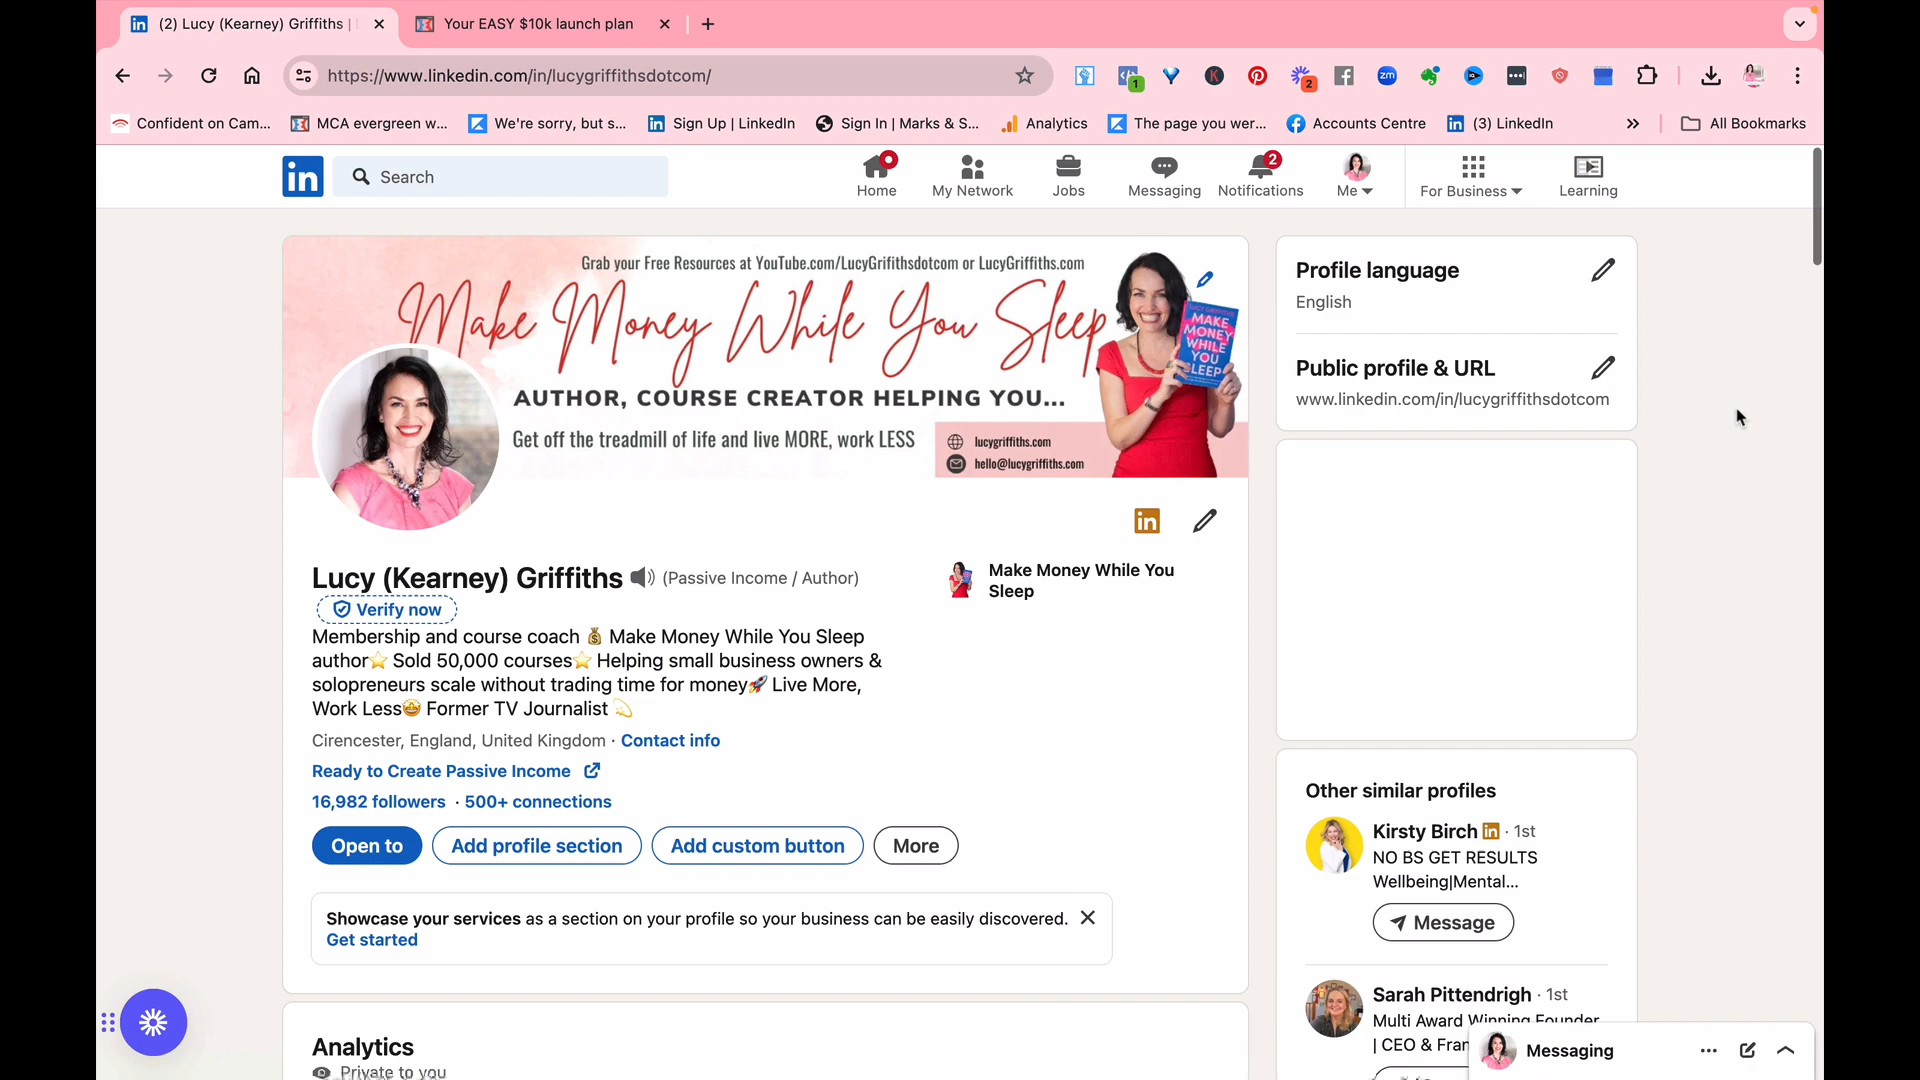 (2) Lucy (Kearney) Griffiths |
Your EASY $10k launch plan
https://www.linkedin.com/in/lucygriffithsdotcom/
1
K
2
zm
Confident on Cam...
MCA evergreen w...
We're sorry, but s...
Sign Up | LinkedIn
Sign In | Marks & S...
Analytics
The page you wer...
Accounts Centre
(3) LinkedIn
All Bookmarks
in
Search
Home
My Network
Jobs
Messaging
2
Notifications
Me
For Business
Learning
Grab your Free Resources at YouTube.com/LucyGrifithsdotcom or LucyGriffiths.com
Make Money While You Sleep
AUTHOR, COURSE CREATOR HELPING YOU...
Get off the treadmill of life and live MORE, work LESS
lucygriffiths.com
hello@lucygriffiths.com
LUCY GRIFFITHS
MAKE
MONEY
WHILE
YOU
SLEEP
in
Lucy (Kearney) Griffiths (Passive Income / Author)
Verify now
Membership and course coach 💰 Make Money While You Sleep
author⭐ Sold 50,000 courses⭐ Helping small business owners &
solopreneurs scale without trading time for money🚀 Live More,
Work Less🤩 Former TV Journalist 💫
Cirencester, England, United Kingdom · Contact info
Ready to Create Passive Income
16,982 followers · 500+ connections
Open to
Add profile section
Add custom button
More
Make Money While You
Sleep
Showcase your services as a section on your profile so your business can be easily discovered.
Get started
Analytics
Private to you
Profile language
English
Public profile & URL
www.linkedin.com/in/lucygriffithsdotcom
Other similar profiles
Kirsty Birch in · 1st
NO BS GET RESULTS
Wellbeing|Mental...
Message
Sarah Pittendrigh · 1st
Multi Award Winning Founder
| CEO & Fran
Messaging